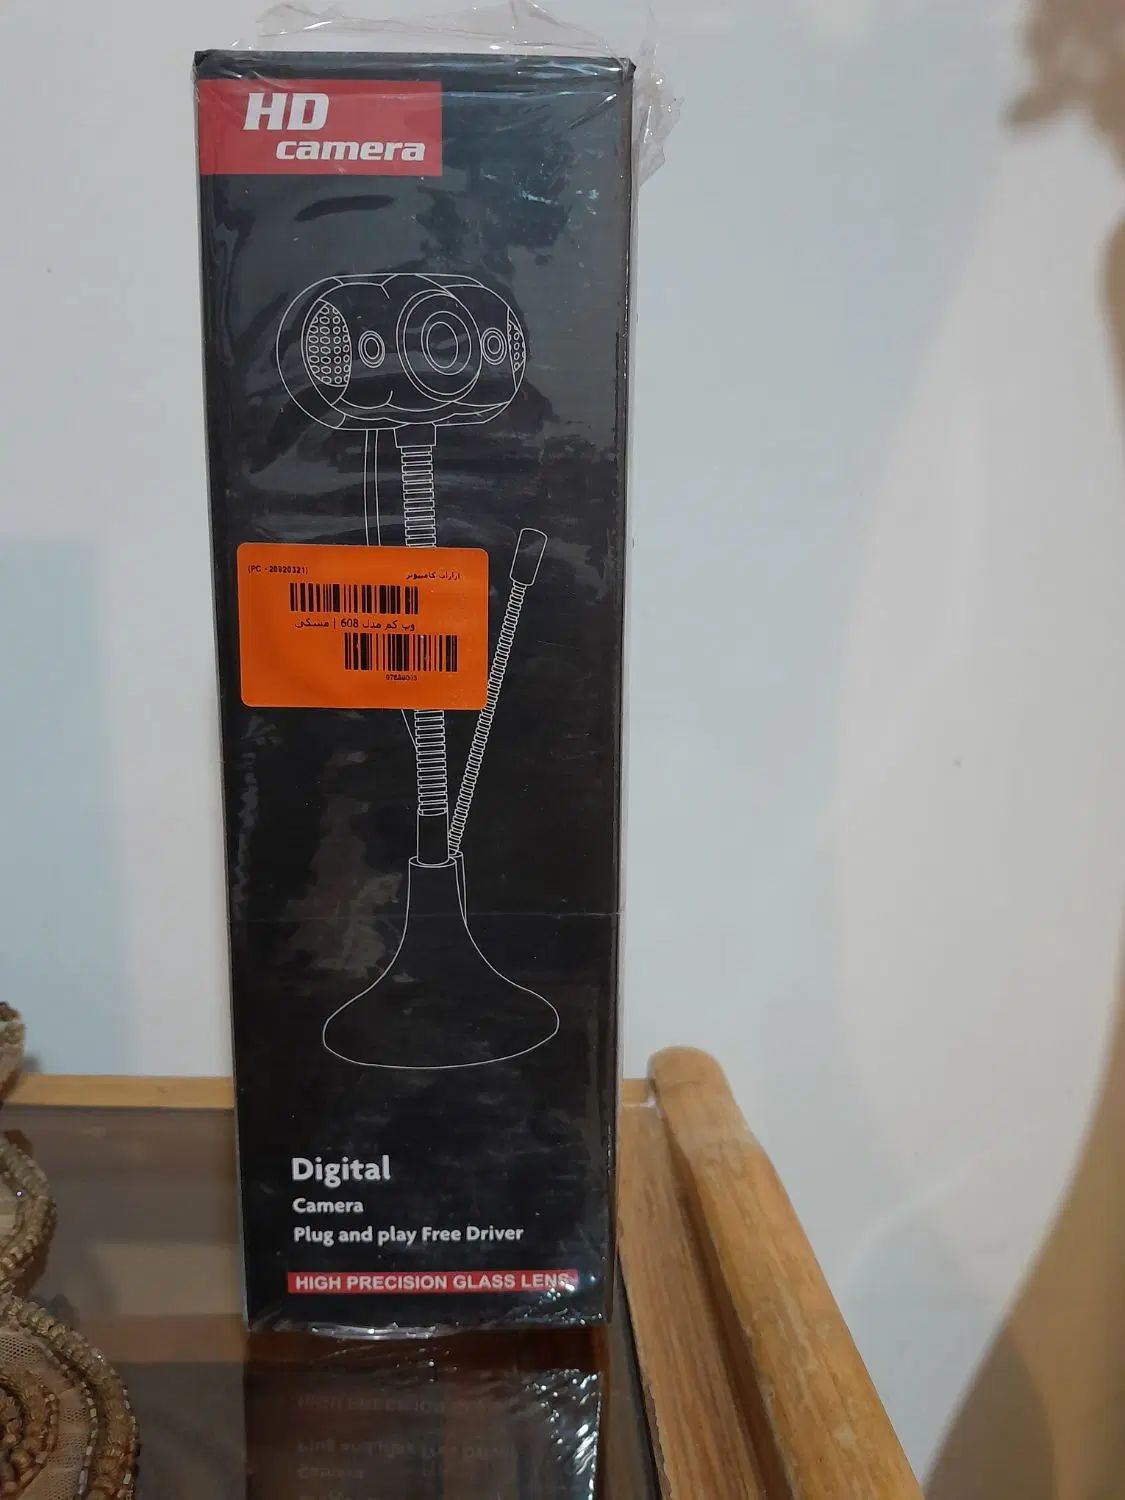 HD
camera
(PC - 20920321)
آرارات کامپیوتر
وب کم مدل 608 | مشکی
Digital
Camera
Plug and play Free Driver
HIGH PRECISION GLASS LENS